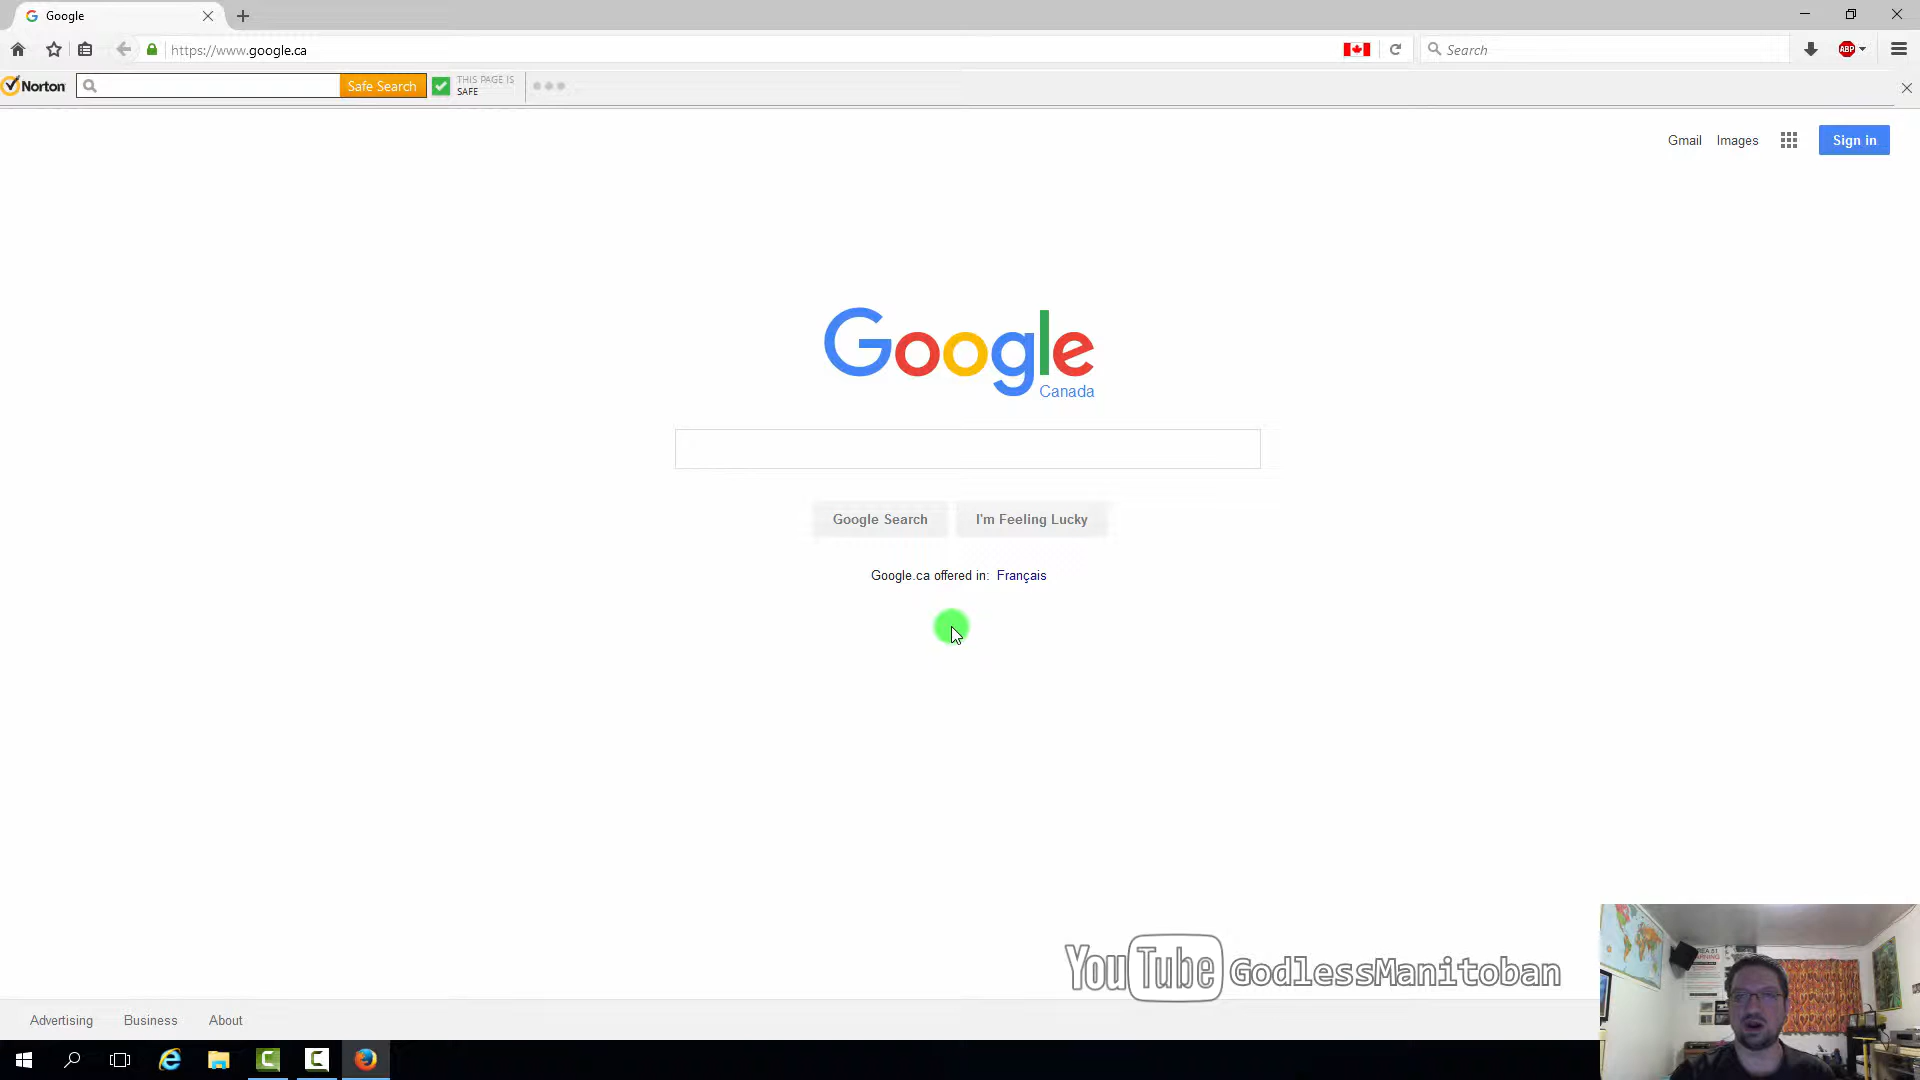 Google
https://www.google.ca
Search
Norton
Safe Search
THIS PAGE IS
SAFE
ABP
Gmail
Images
Sign in
Google
Canada
Google Search
I'm Feeling Lucky
Google.ca offered in: Français
YouTube GodlessManitoban
Advertising
Business
About